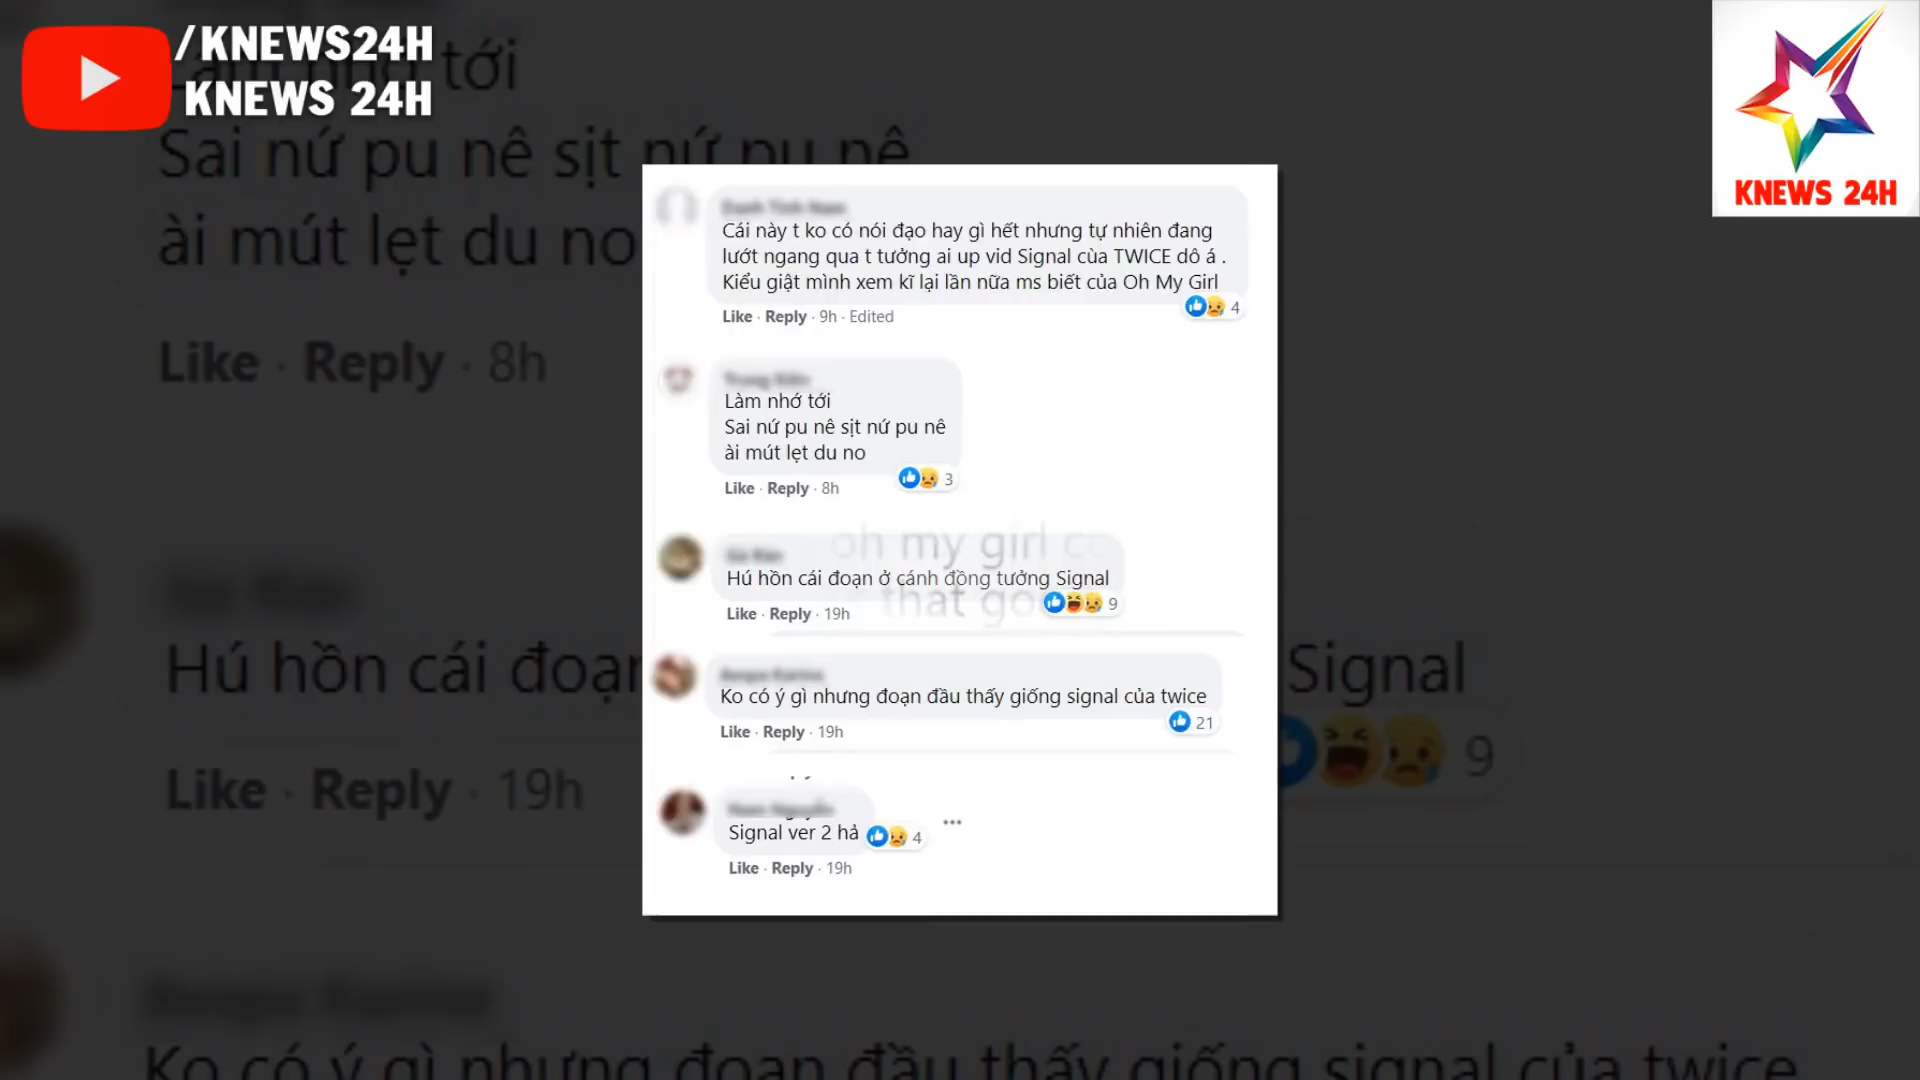 /KNEWS24H
KNEWS 24H
KNEWS 24H
Cái này t ko có nói đạo hay gì hết nhưng tự nhiên đang
lướt ngang qua t tưởng ai up vid Signal cùa TWICE dô á .
Kiểu giật mình xem kĩ lại lần nữa ms biết của Oh My Girl
4
Like · Reply · 9h · Edited
Làm nhớ tới
Sai nứ pu nê sịt nứ pu nê
ài mút lẹt du no
3
Like · Reply · 8h
oh my girl co
that go
Hú hồn cái đoạn ở cánh đồng tưởng Signal
9
Like · Reply · 19h
Ko có ý gì nhưng đoạn đầu thấy giống signal của twice
21
Like · Reply · 19h
Signal ver 2 hả
4
Like · Reply · 19h
tới
Sai nứ pu nê sịt nứ pu nê
ài mút lẹt du no
Like · Reply · 8h
Hú hồn cái đoạn
Signal
9
Like · Reply · 19h
Ko có ý gì nhưng đoạn đầu thấy giống signal của twice